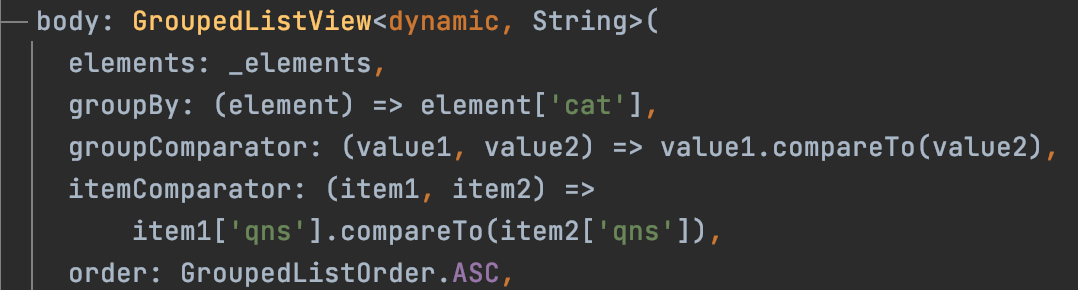 body: GroupedListView<dynamic, String>(
elements: _elements,
groupBy: (element) => element['cat'],
groupComparator: (value1, value2) => value1.compareTo(value2),
itemComparator: (item1, item2) =>
item1['qns'].compareTo(item2['qns']),
order: GroupedListOrder.ASC,